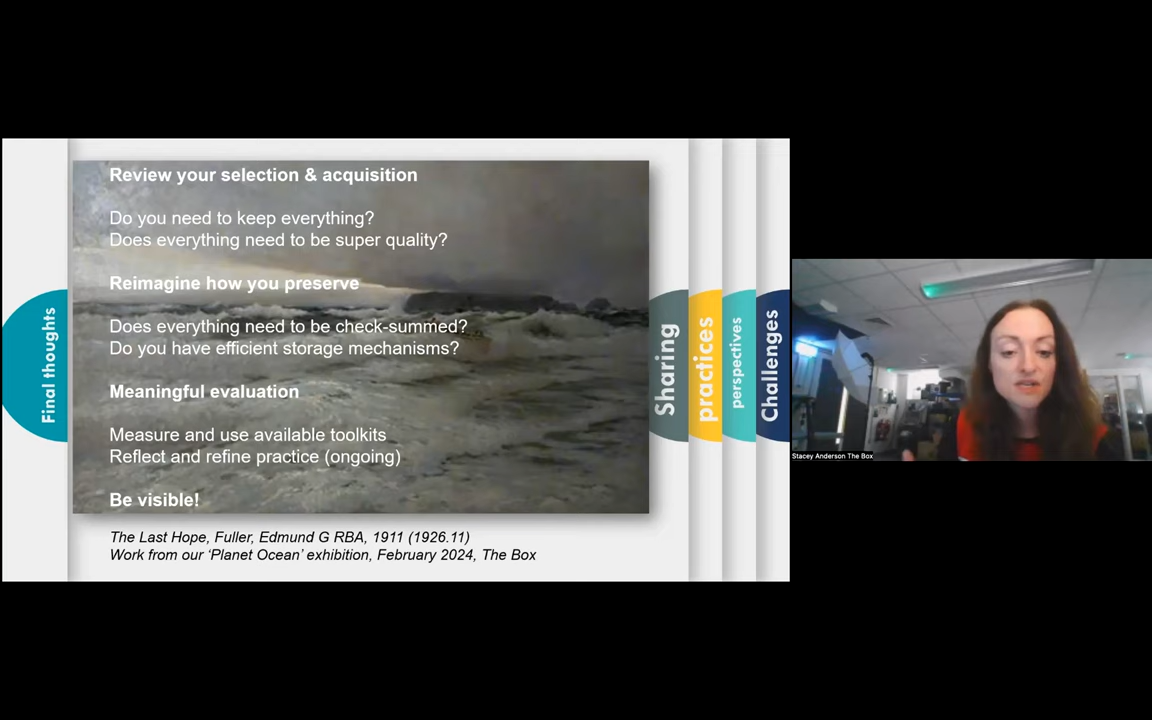 Final thoughts
Review your selection & acquisition
Do you need to keep everything?
Does everything need to be super quality?
Reimagine how you preserve
Does everything need to be check-summed?
Do you have efficient storage mechanisms?
Meaningful evaluation
Measure and use available toolkits
Reflect and refine practice (ongoing)
Be visible!
The Last Hope, Fuller, Edmund G RBA, 1911 (1926.11)
Work from our ‘Planet Ocean’ exhibition, February 2024, The Box
Sharing
practices
perspectives
Challenges
Stacey Anderson The Box